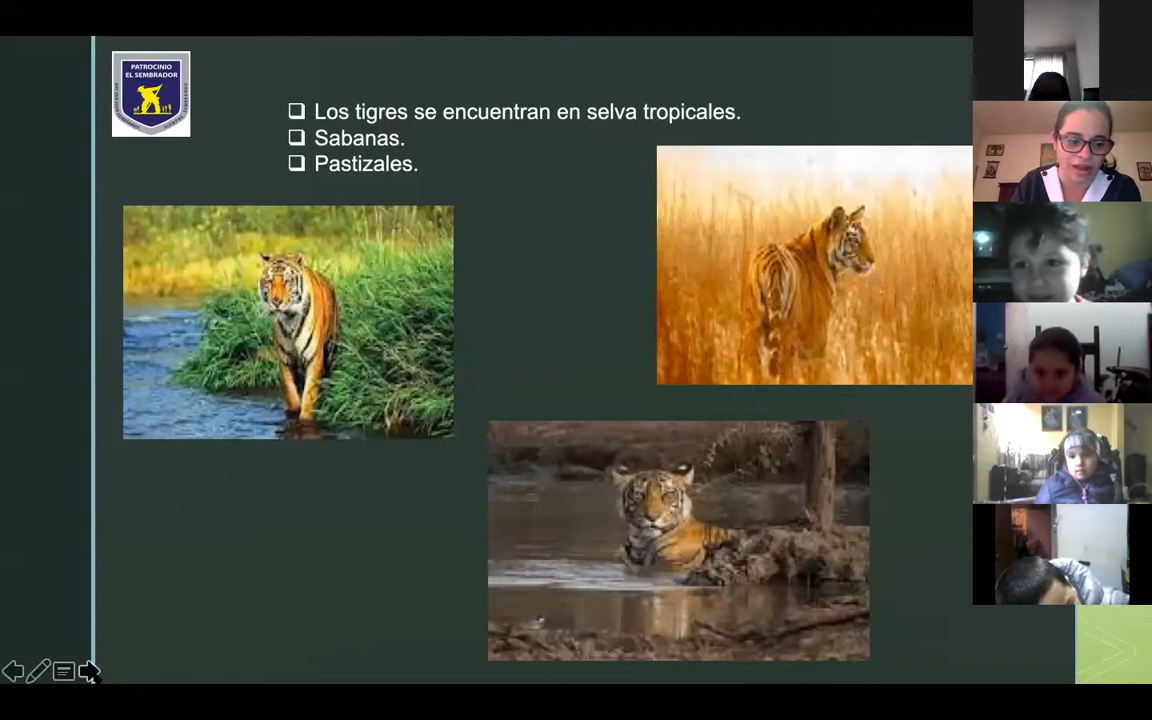 PATROCINIO
EL SEMBRADOR
Los tigres se encuentran en selva tropicales.
Sabanas.
Pastizales.